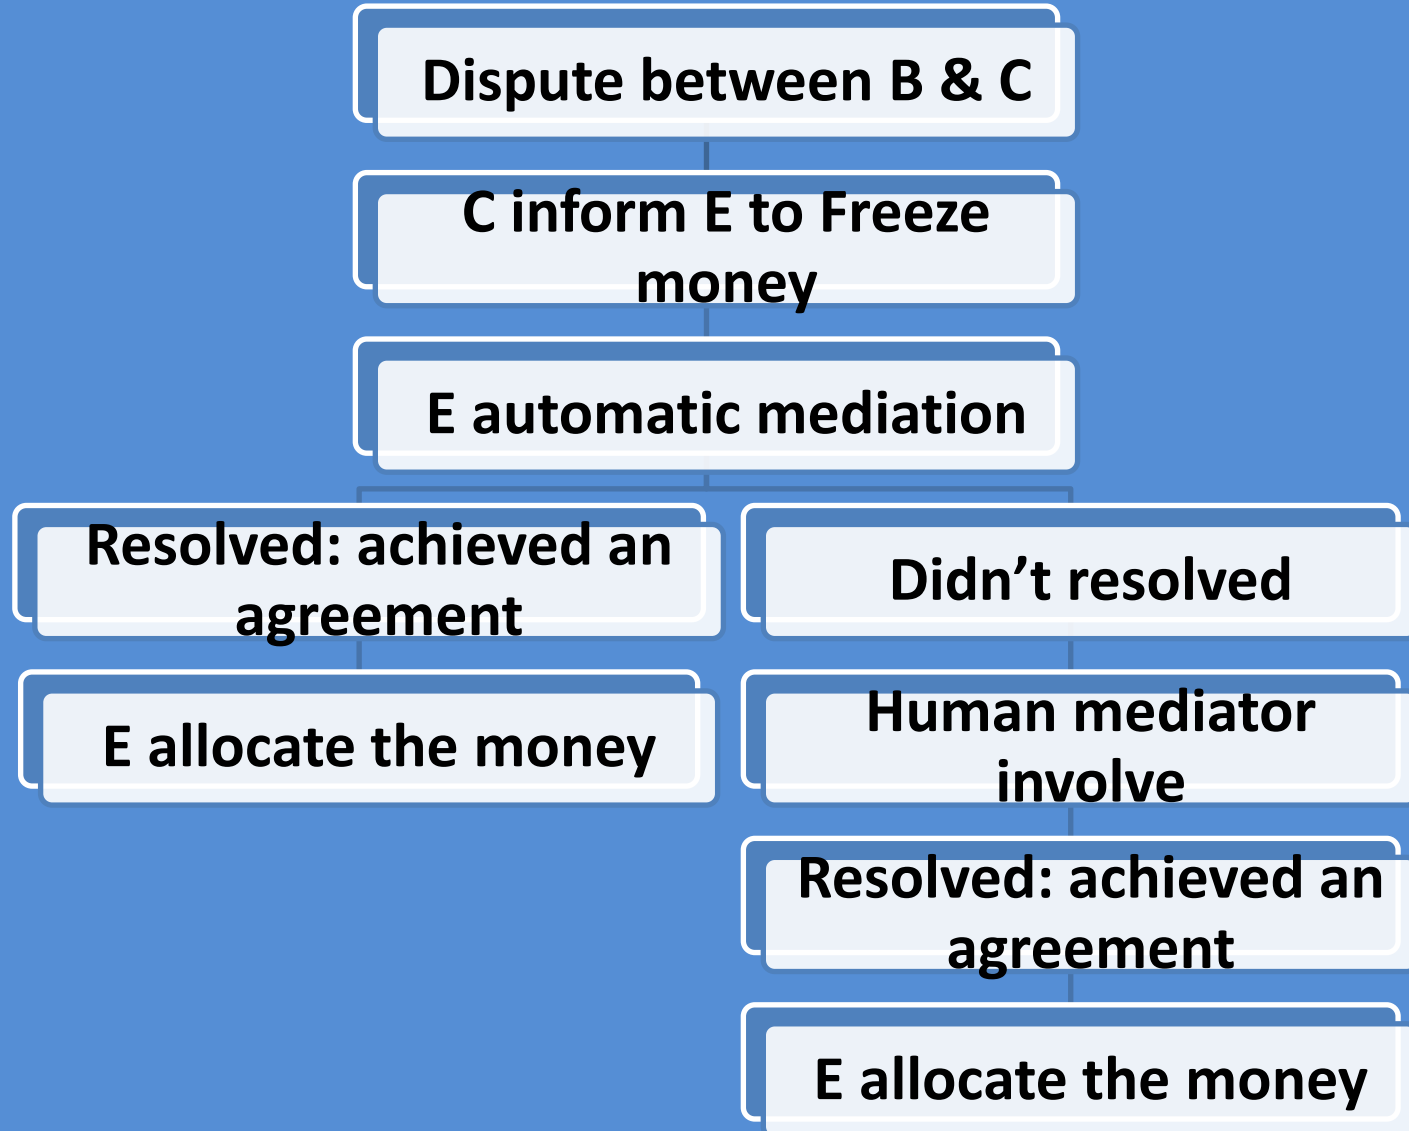 Dispute between B & C
C inform E to Freeze
money
E automatic mediation
Resolved: achieved an
agreement
E allocate the money
Didn’t resolved
Human mediator
involve
Resolved: achieved an
agreement
E allocate the money